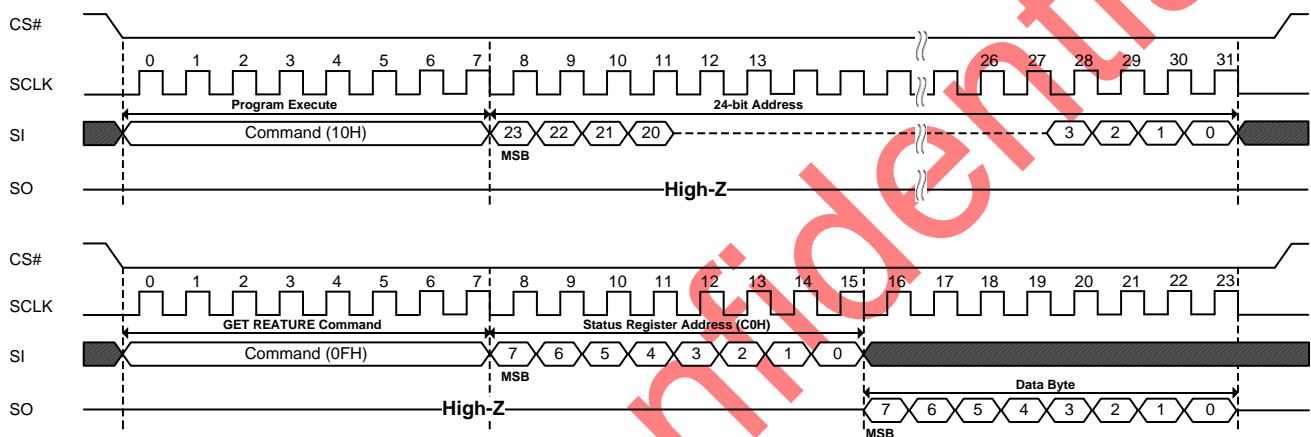 CS#
0 1 2 3 4 5 6 7 8 9 10 11 12 13 26 27 28 29 30 31
SCLK
Program Execute 24-bit Address
SI Command (10H) 23 22 21 20 3 2 1 0
MSB
SO High-Z
CS#
0 1 2 3 4 5 6 7 8 9 10 11 12 13 14 15 16 17 18 19 20 21 22 23
SCLK
GET REATURE Command Status Register Address (C0H)
SI Command (0FH) 7 6 5 4 3 2 1 0
MSB Data Byte
SO High-Z 7 6 5 4 3 2 1 0
MSB
nfidenti